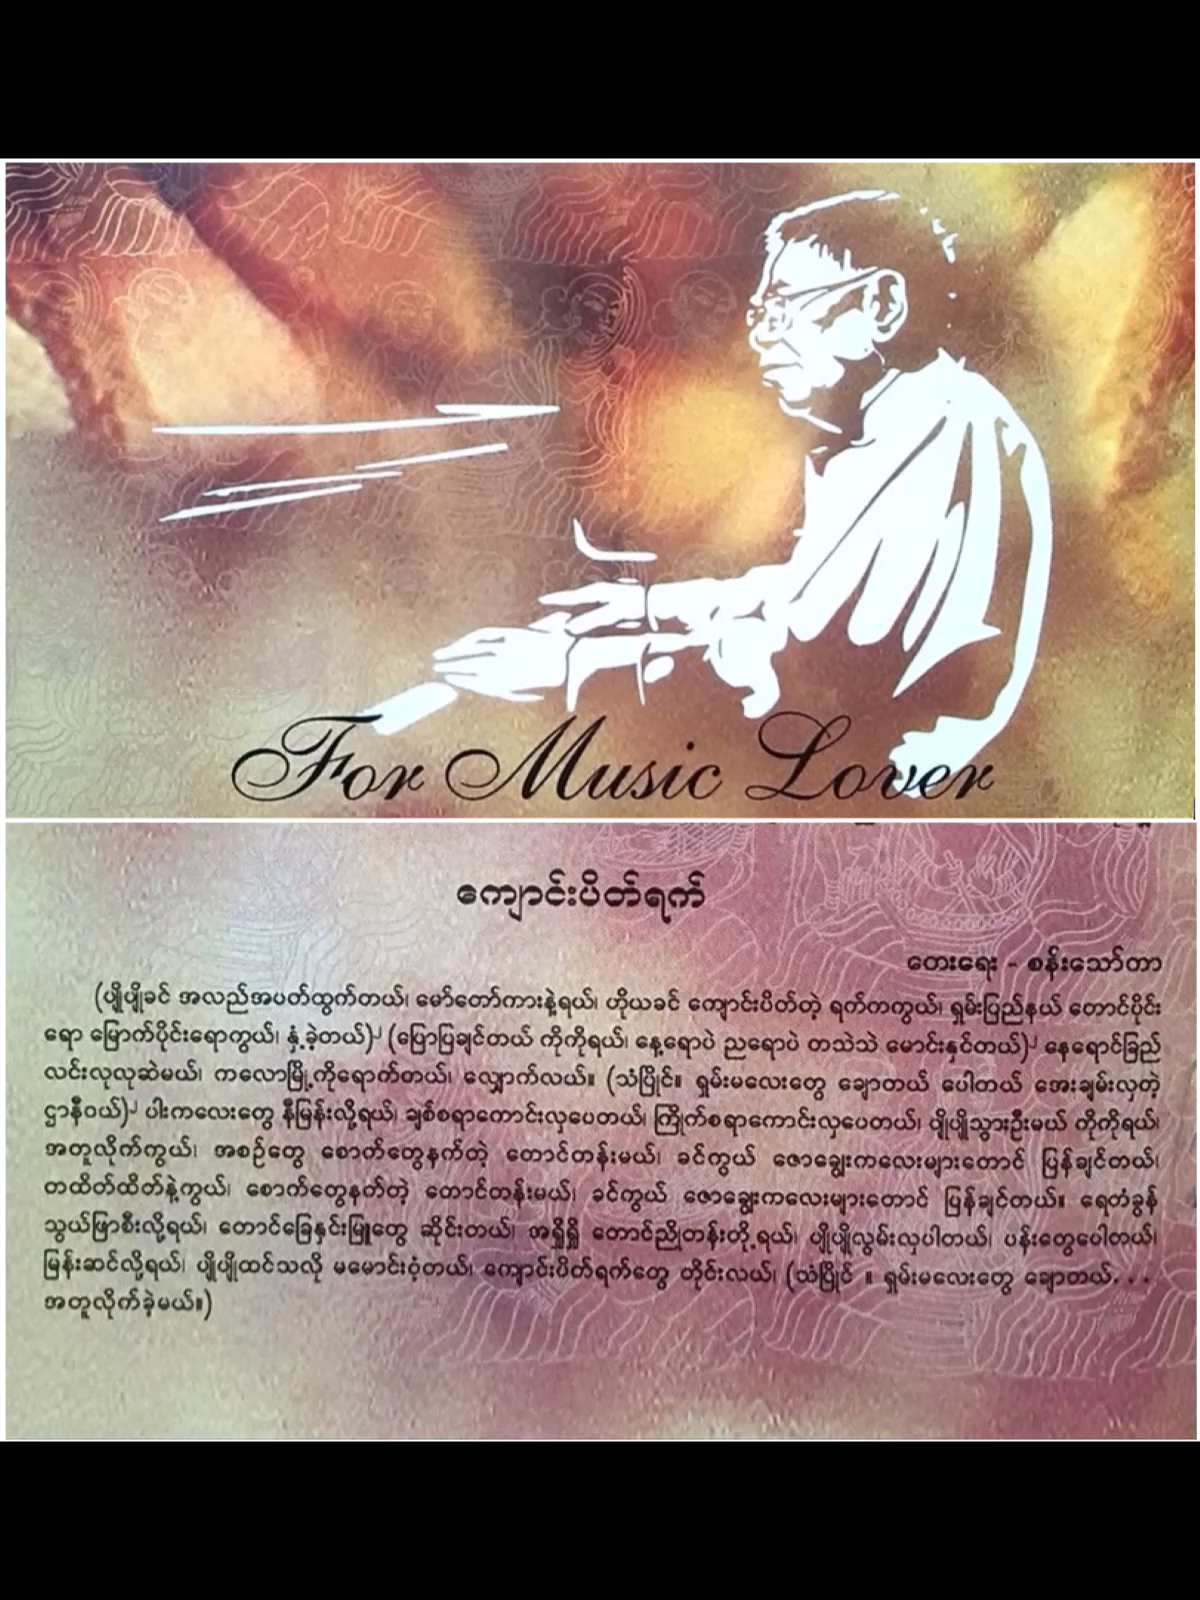 For Music Lover
ကျောင်းပိတ်ရက်
တေးရေး - စန်းသော်တာ
(ပျိုပျိုခင် အလည်အပတ်ထွက်တယ်၊ မော်တော်ကားနဲ့ရယ်၊ ဟိုယခင် ကျောင်းပိတ်တဲ့ ရက်ကကွယ်၊ ရှမ်းပြည်နယ် တောင်ပိုင်း
ရော မြောက်ပိုင်းရောကွယ်၊ နှံ့ခဲ့တယ်)၂ (ပြောပြချင်တယ် ကိုကိုရယ်၊ နေ့ရောပဲ ညရောပဲ တသဲသဲ မောင်းနှင်တယ်)၂ နေရောင်ခြည်
လင်းလုလုဆဲမယ်၊ ကလောမြို့ကိုရောက်တယ်၊ လျှောက်လယ်။ (သံပြိုင်။ ရှမ်းမလေးတွေ ချောတယ် ပေါတယ် အေးချမ်းလှတဲ့
ဌာနီဝယ်)၂ ပါးကလေးတွေ နီမြန်းလို့ရယ်၊ ချစ်စရာကောင်းလှပေတယ်၊ ကြိုက်စရာကောင်းလှပေတယ်၊ ပျိုပျိုသွားဦးမယ် ကိုကိုရယ်၊
အတူလိုက်ကွယ်၊ အစဉ်တွေ စောက်တွေနက်တဲ့ တောင်တန်းမယ်၊ ခင်ကွယ် ဇောချွေးကလေးများတောင် ပြန်ချင်တယ်၊
တထိတ်ထိတ်နဲ့ကွယ်၊ စောက်တွေနက်တဲ့ တောင်တန်းမယ်၊ ခင်ကွယ် ဇောချွေးကလေးများတောင် ပြန်ချင်တယ်။ ရေတံခွန်
သွယ်ဖြာစီးလို့ရယ်၊ တောင်ခြေနှင်းမြူတွေ ဆိုင်းတယ်၊ အရှိရှိ တောင်ညိုတန်းတို့ရယ်၊ ပျိုပျိုလွမ်းလှပါတယ်၊ ပန်းတွေပေါတယ်၊
မြန်းဆင်လို့ရယ်၊ ပျိုပျိုထင်သလို မမောင်းဝံ့တယ်၊ ကျောင်းပိတ်ရက်တွေ တိုင်းလယ်၊ (သံပြိုင် ။ ရှမ်းမလေးတွေ ချောတယ်. . .
အတူလိုက်ခဲ့မယ်။)